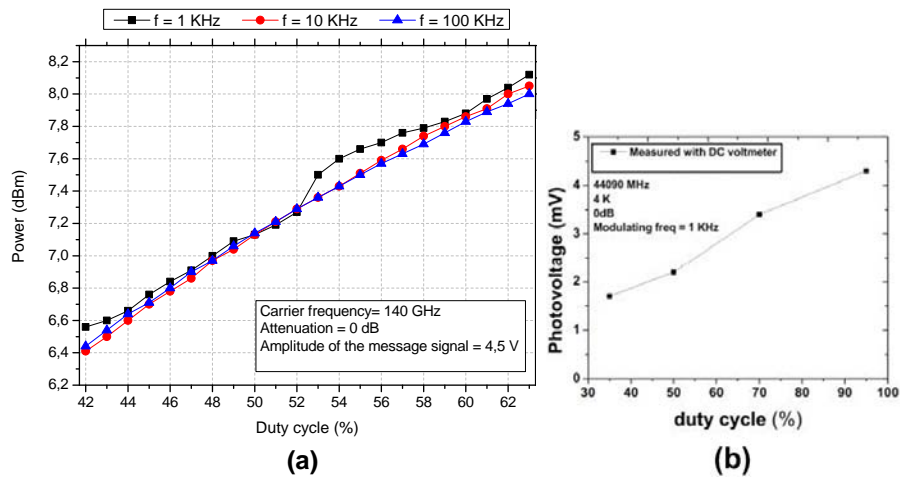 f = 1 KHz f = 10 KHz f = 100 KHz
8,2
8,0
7,8
7,6
7,4
7,2
7,0
6,8
6,6
6,4
6,2
Power (dBm)
Carrier frequency= 140 GHz
Attenuation = 0 dB
Amplitude of the message signal = 4,5 V
42 44 46 48 50 52 54 56 58 60 62
Duty cycle (%)
(a)
5
4
3
2
1
0
Photovoltage (mV)
Measured with DC voltmeter
44090 MHz
4 K
0dB
Modulating freq = 1 KHz
30 40 50 60 70 80 90 100
duty cycle (%)
(b)